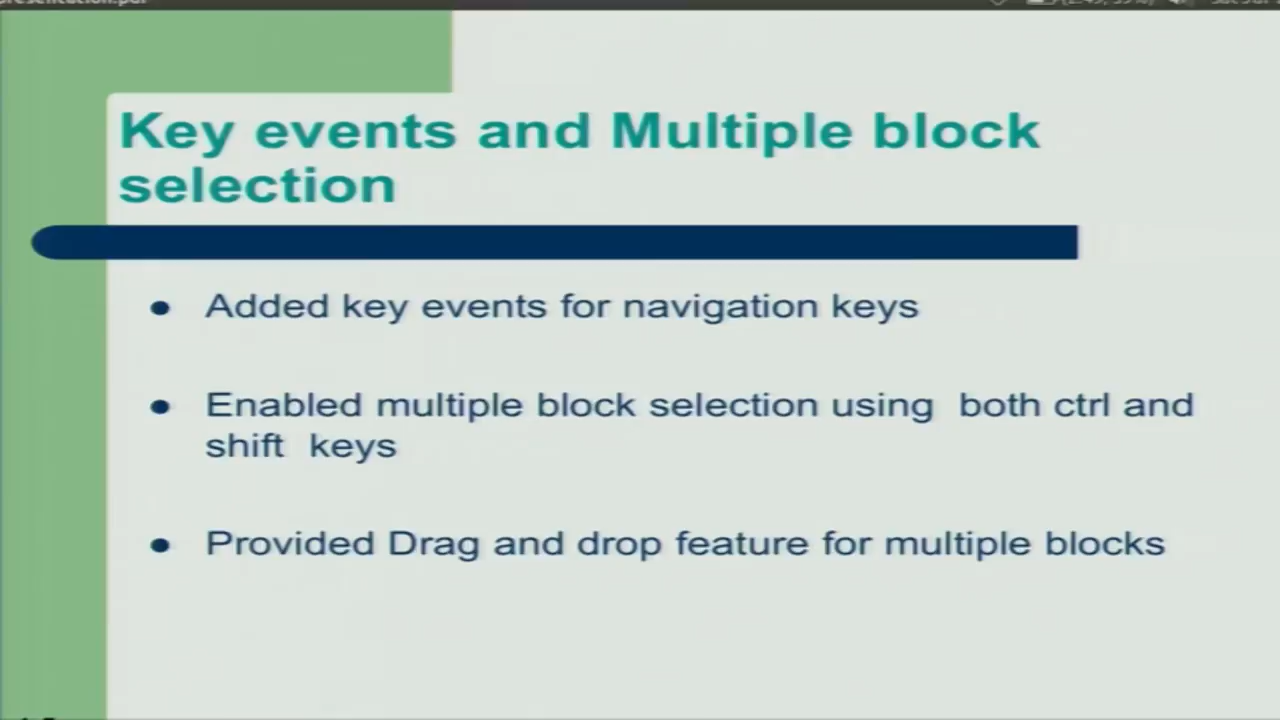 Key events and Multiple block
selection
Added key events for navigation keys
Enabled multiple block selection using both ctrl and
shift keys
Provided Drag and drop feature for multiple blocks